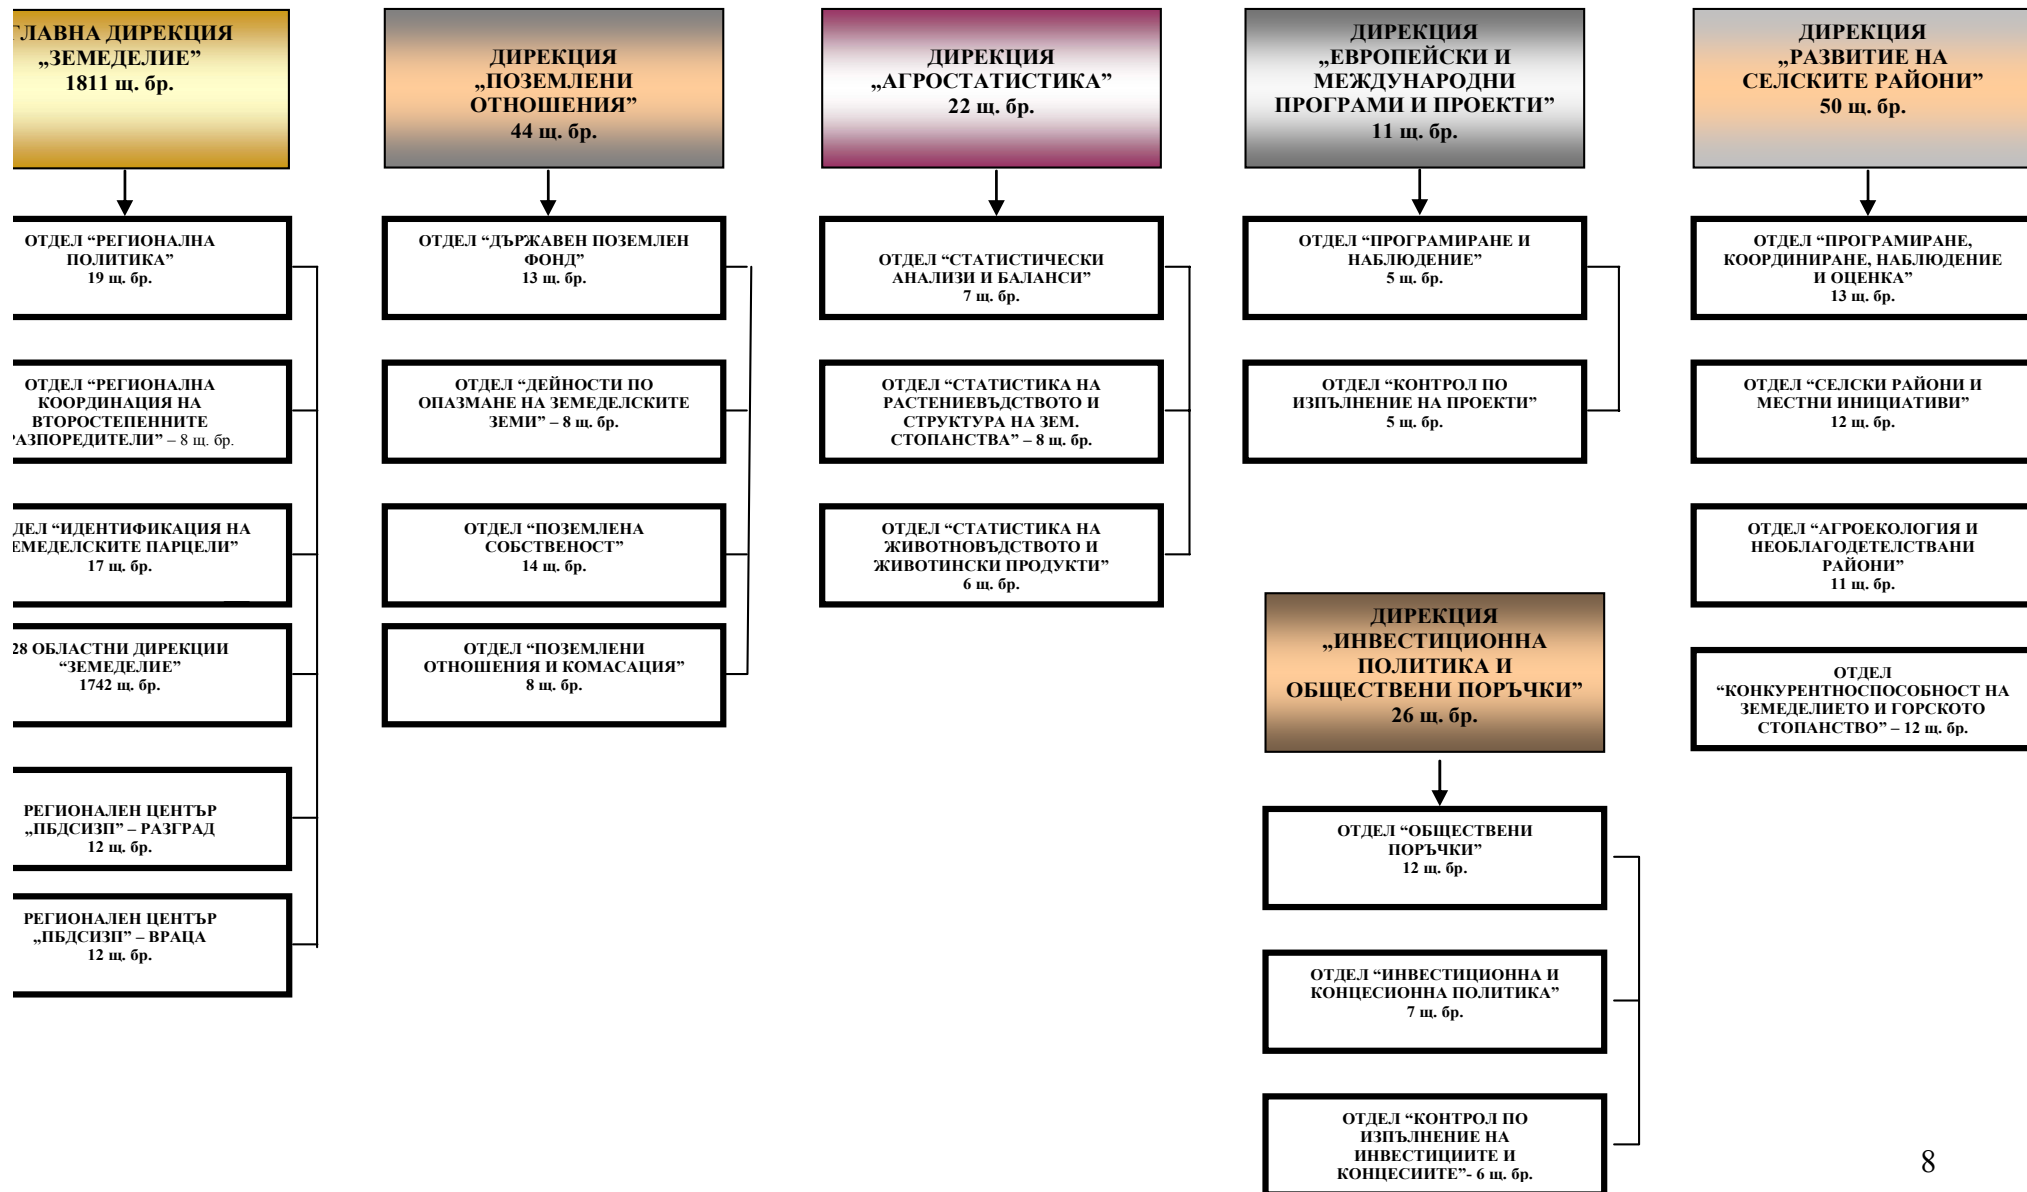 ГЛАВНА ДИРЕКЦИЯ
„ЗЕМЕДЕЛИЕ”
1811 щ. бр.
ОТДЕЛ “РЕГИОНАЛНА
ПОЛИТИКА”
19 щ. бр.
ОТДЕЛ “РЕГИОНАЛНА
КООРДИНАЦИЯ НА
ВТОРОСТЕПЕННИТЕ
РАЗПОРЕДИТЕЛИ” – 8 щ. бр.
ДЕЛ “ИДЕНТИФИКАЦИЯ НА
ЕМЕДЕЛСКИТЕ ПАРЦЕЛИ”
17 щ. бр.
28 ОБЛАСТНИ ДИРЕКЦИИ
“ЗЕМЕДЕЛИЕ”
1742 щ. бр.
РЕГИОНАЛЕН ЦЕНТЪР
„ПБДСИЗП” – РАЗГРАД
12 щ. бр.
РЕГИОНАЛЕН ЦЕНТЪР
„ПБДСИЗП” – ВРАЦА
12 щ. бр.
ДИРЕКЦИЯ
„ПОЗЕМЛЕНИ
ОТНОШЕНИЯ”
44 щ. бр.
ОТДЕЛ “ДЪРЖАВЕН ПОЗЕМЛЕН
ФОНД”
13 щ. бр.
ОТДЕЛ “ДЕЙНОСТИ ПО
ОПАЗМАНЕ НА ЗЕМЕДЕЛСКИТЕ
ЗЕМИ” – 8 щ. бр.
ОТДЕЛ “ПОЗЕМЛЕНА
СОБСТВЕНОСТ”
14 щ. бр.
ОТДЕЛ “ПОЗЕМЛЕНИ
ОТНОШЕНИЯ И КОМАСАЦИЯ”
8 щ. бр.
ДИРЕКЦИЯ
„АГРОСТАТИСТИКА”
22 щ. бр.
ОТДЕЛ “СТАТИСТИЧЕСКИ
АНАЛИЗИ И БАЛАНСИ”
7 щ. бр.
ОТДЕЛ “СТАТИСТИКА НА
РАСТЕНИЕВЪДСТВОТО И
СТРУКТУРА НА ЗЕМ.
СТОПАНСТВА” – 8 щ. бр.
ОТДЕЛ “СТАТИСТИКА НА
ЖИВОТНОВЪДСТВОТО И
ЖИВОТИНСКИ ПРОДУКТИ”
6 щ. бр.
ДИРЕКЦИЯ
„ЕВРОПЕЙСКИ И
МЕЖДУНАРОДНИ
ПРОГРАМИ И ПРОЕКТИ”
11 щ. бр.
ОТДЕЛ “ПРОГРАМИРАНЕ И
НАБЛЮДЕНИЕ”
5 щ. бр.
ОТДЕЛ “КОНТРОЛ ПО
ИЗПЪЛНЕНИЕ НА ПРОЕКТИ”
5 щ. бр.
ДИРЕКЦИЯ
„ИНВЕСТИЦИОННА
ПОЛИТИКА И
ОБЩЕСТВЕНИ ПОРЪЧКИ”
26 щ. бр.
ОТДЕЛ “ОБЩЕСТВЕНИ
ПОРЪЧКИ”
12 щ. бр.
ОТДЕЛ “ИНВЕСТИЦИОННА И
КОНЦЕСИОННА ПОЛИТИКА”
7 щ. бр.
ОТДЕЛ “КОНТРОЛ ПО
ИЗПЪЛНЕНИЕ НА
ИНВЕСТИЦИИТЕ И
КОНЦЕСИИТЕ”- 6 щ. бр.
ДИРЕКЦИЯ
„РАЗВИТИЕ НА
СЕЛСКИТЕ РАЙОНИ”
50 щ. бр.
ОТДЕЛ “ПРОГРАМИРАНЕ,
КООРДИНИРАНЕ, НАБЛЮДЕНИЕ
И ОЦЕНКА”
13 щ. бр.
ОТДЕЛ “СЕЛСКИ РАЙОНИ И
МЕСТНИ ИНИЦИАТИВИ”
12 щ. бр.
ОТДЕЛ “АГРОЕКОЛОГИЯ И
НЕОБЛАГОДЕТЕЛСТВАНИ
РАЙОНИ”
11 щ. бр.
ОТДЕЛ
“КОНКУРЕНТНОСПОСОБНОСТ НА
ЗЕМЕДЕЛИЕТО И ГОРСКОТО
СТОПАНСТВО” – 12 щ. бр.
8